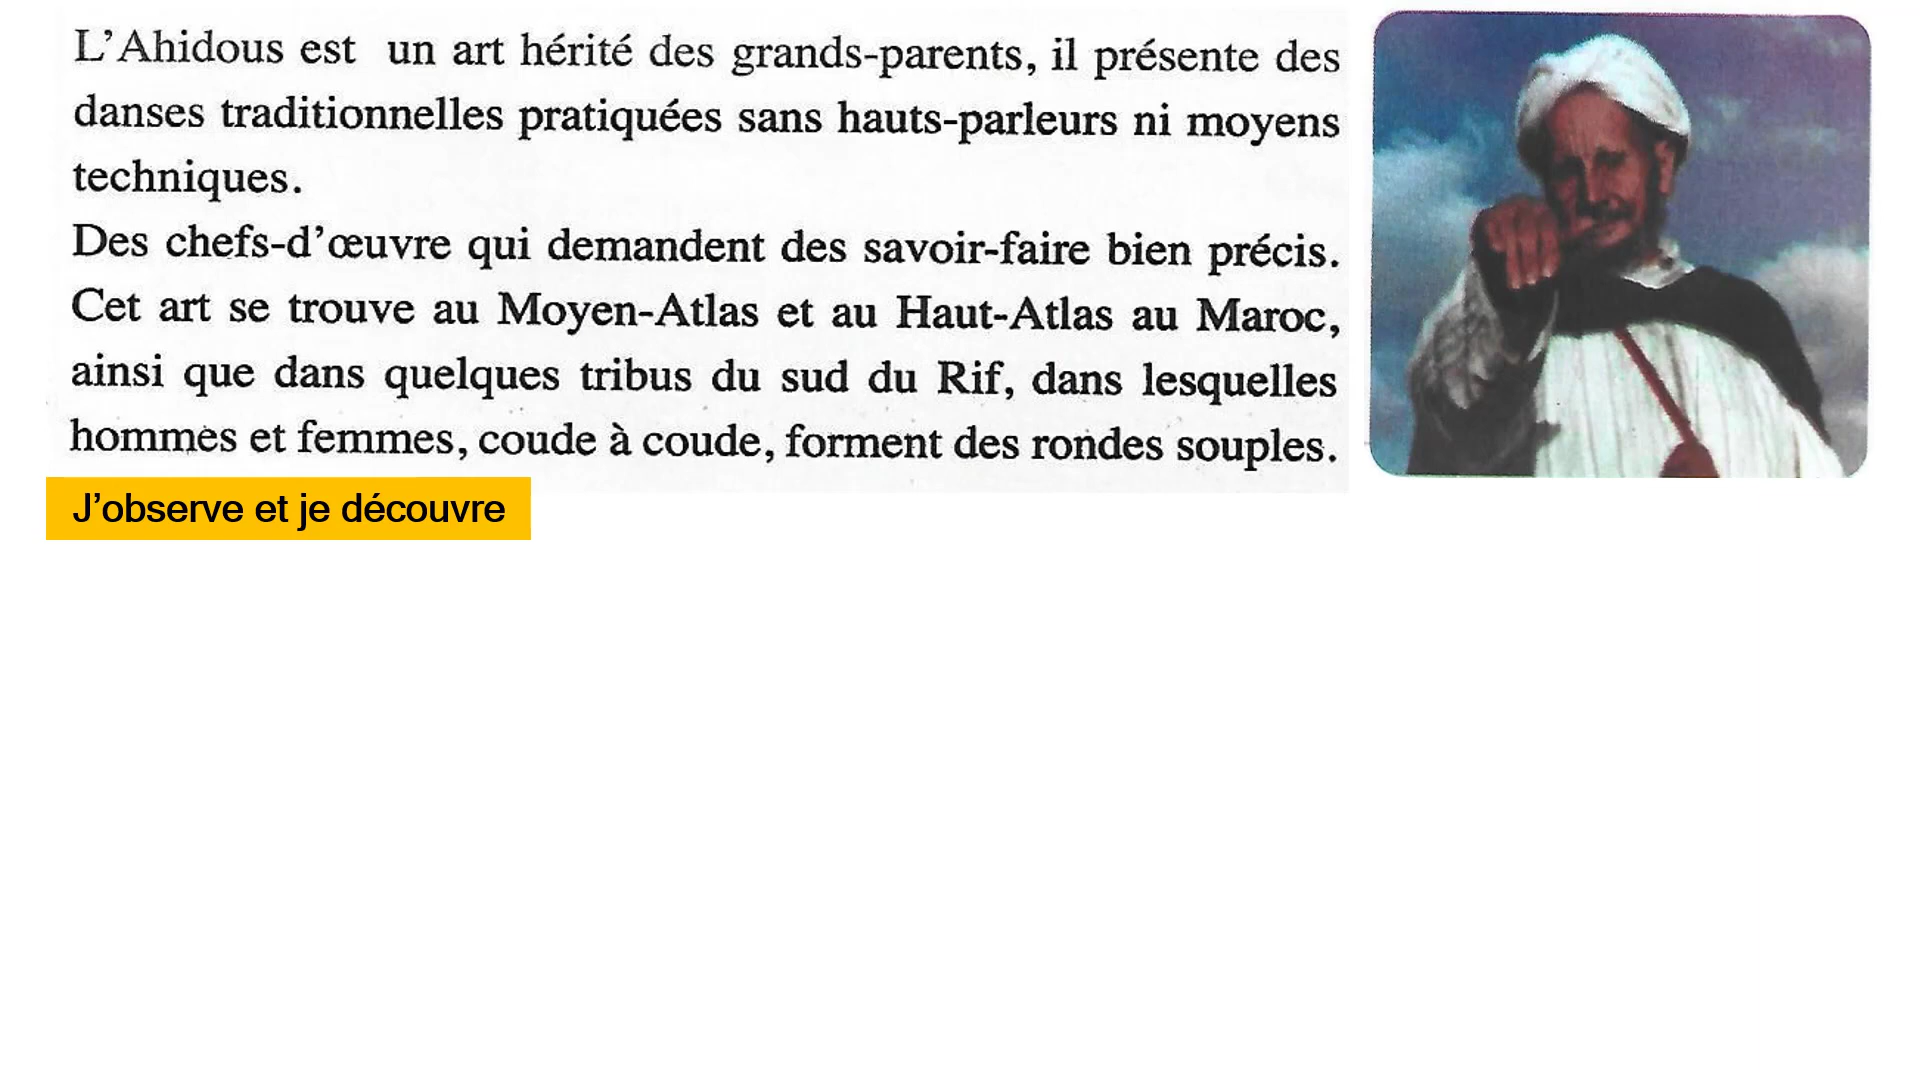 L'Ahidous est un art hérité des grands-parents, il présente des
danses traditionnelles pratiquées sans hauts-parleurs ni moyens
techniques.
Des chefs-d'œuvre qui demandent des savoir-faire bien précis.
Cet art se trouve au Moyen-Atlas et au Haut-Atlas au Maroc,
ainsi que dans quelques tribus du sud du Rif, dans lesquelles
hommes et femmes, coude à coude, forment des rondes souples.
J'observe et je découvre